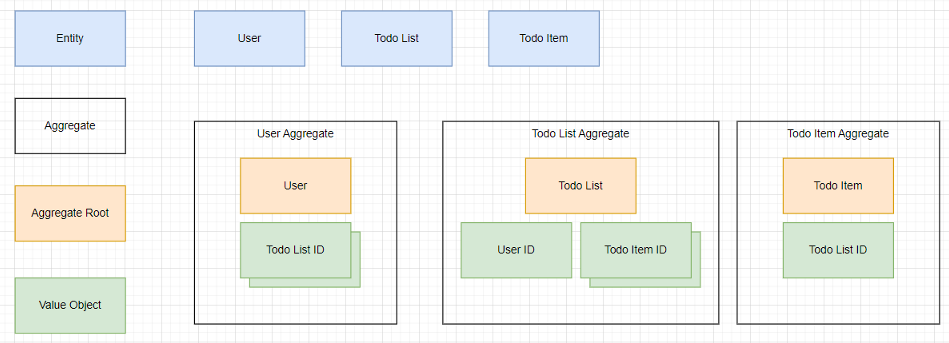 Entity
User
Todo List
Todo Item
Aggregate
User Aggregate
Todo List Aggregate
Todo Item Aggregate
Aggregate Root
User
Todo List
Todo Item
Todo List ID
User ID
Todo Item ID
Todo List ID
Value Object